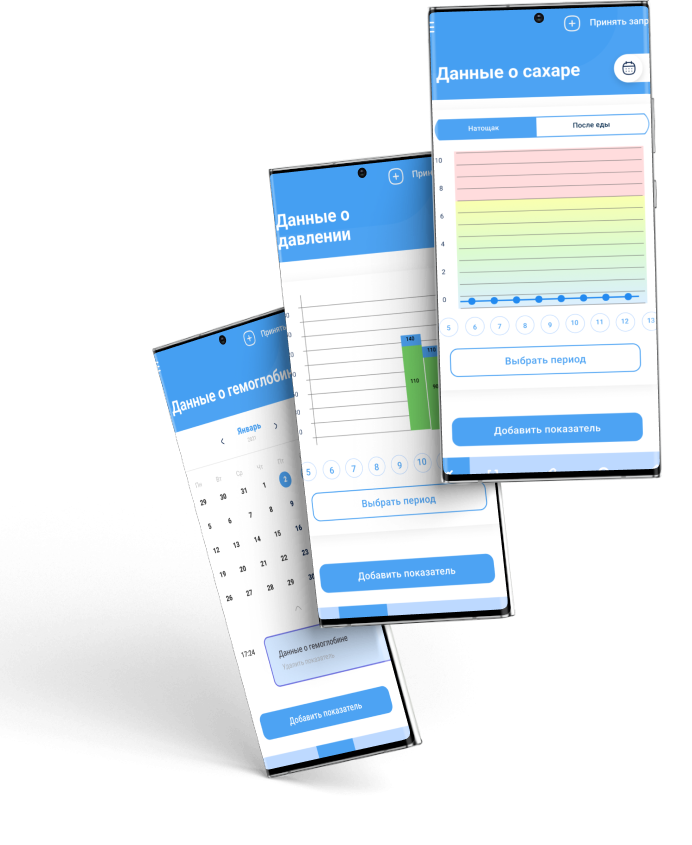 Принять запр
Данные о сахаре
Натощак
После еды
10
8
6
4
2
0
5 6 7 8 9 10 11 12 13
Выбрать период
Добавить показатель
Данные о
давлении
140
110
110
0
5 6 7 8 9 10
Выбрать период
Добавить показатель
Принять
Данные о гемоглобине
Январь
Пн Вт Ср Чт Пт
29 30 31 1 2
5 6 7 8 9
12 13 14 15 16
19 20 21 22 23
26 27 28 29 30
17:24
Данные о гемоглобине
Удалить показатель
Добавить показатель